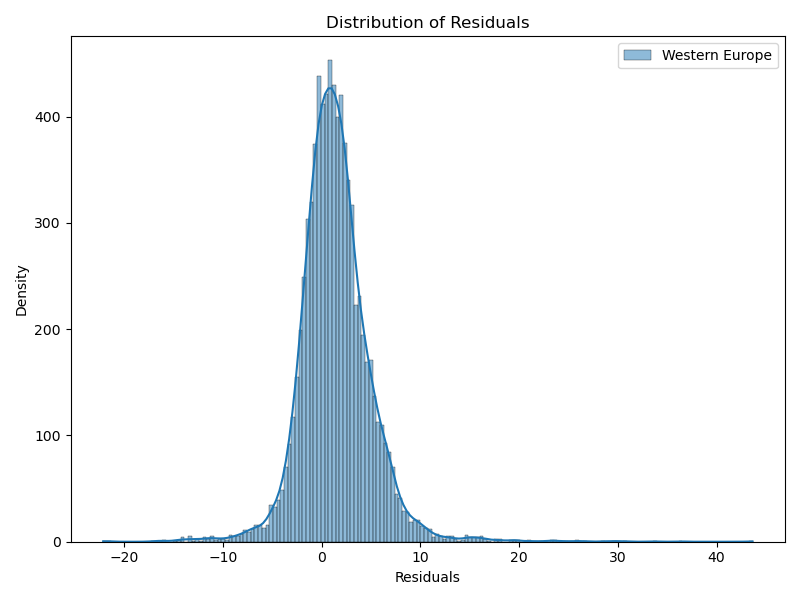 Distribution of Residuals
Western Europe
Density
400
300
200
100
0
−20 −10 0 10 20 30 40
Residuals